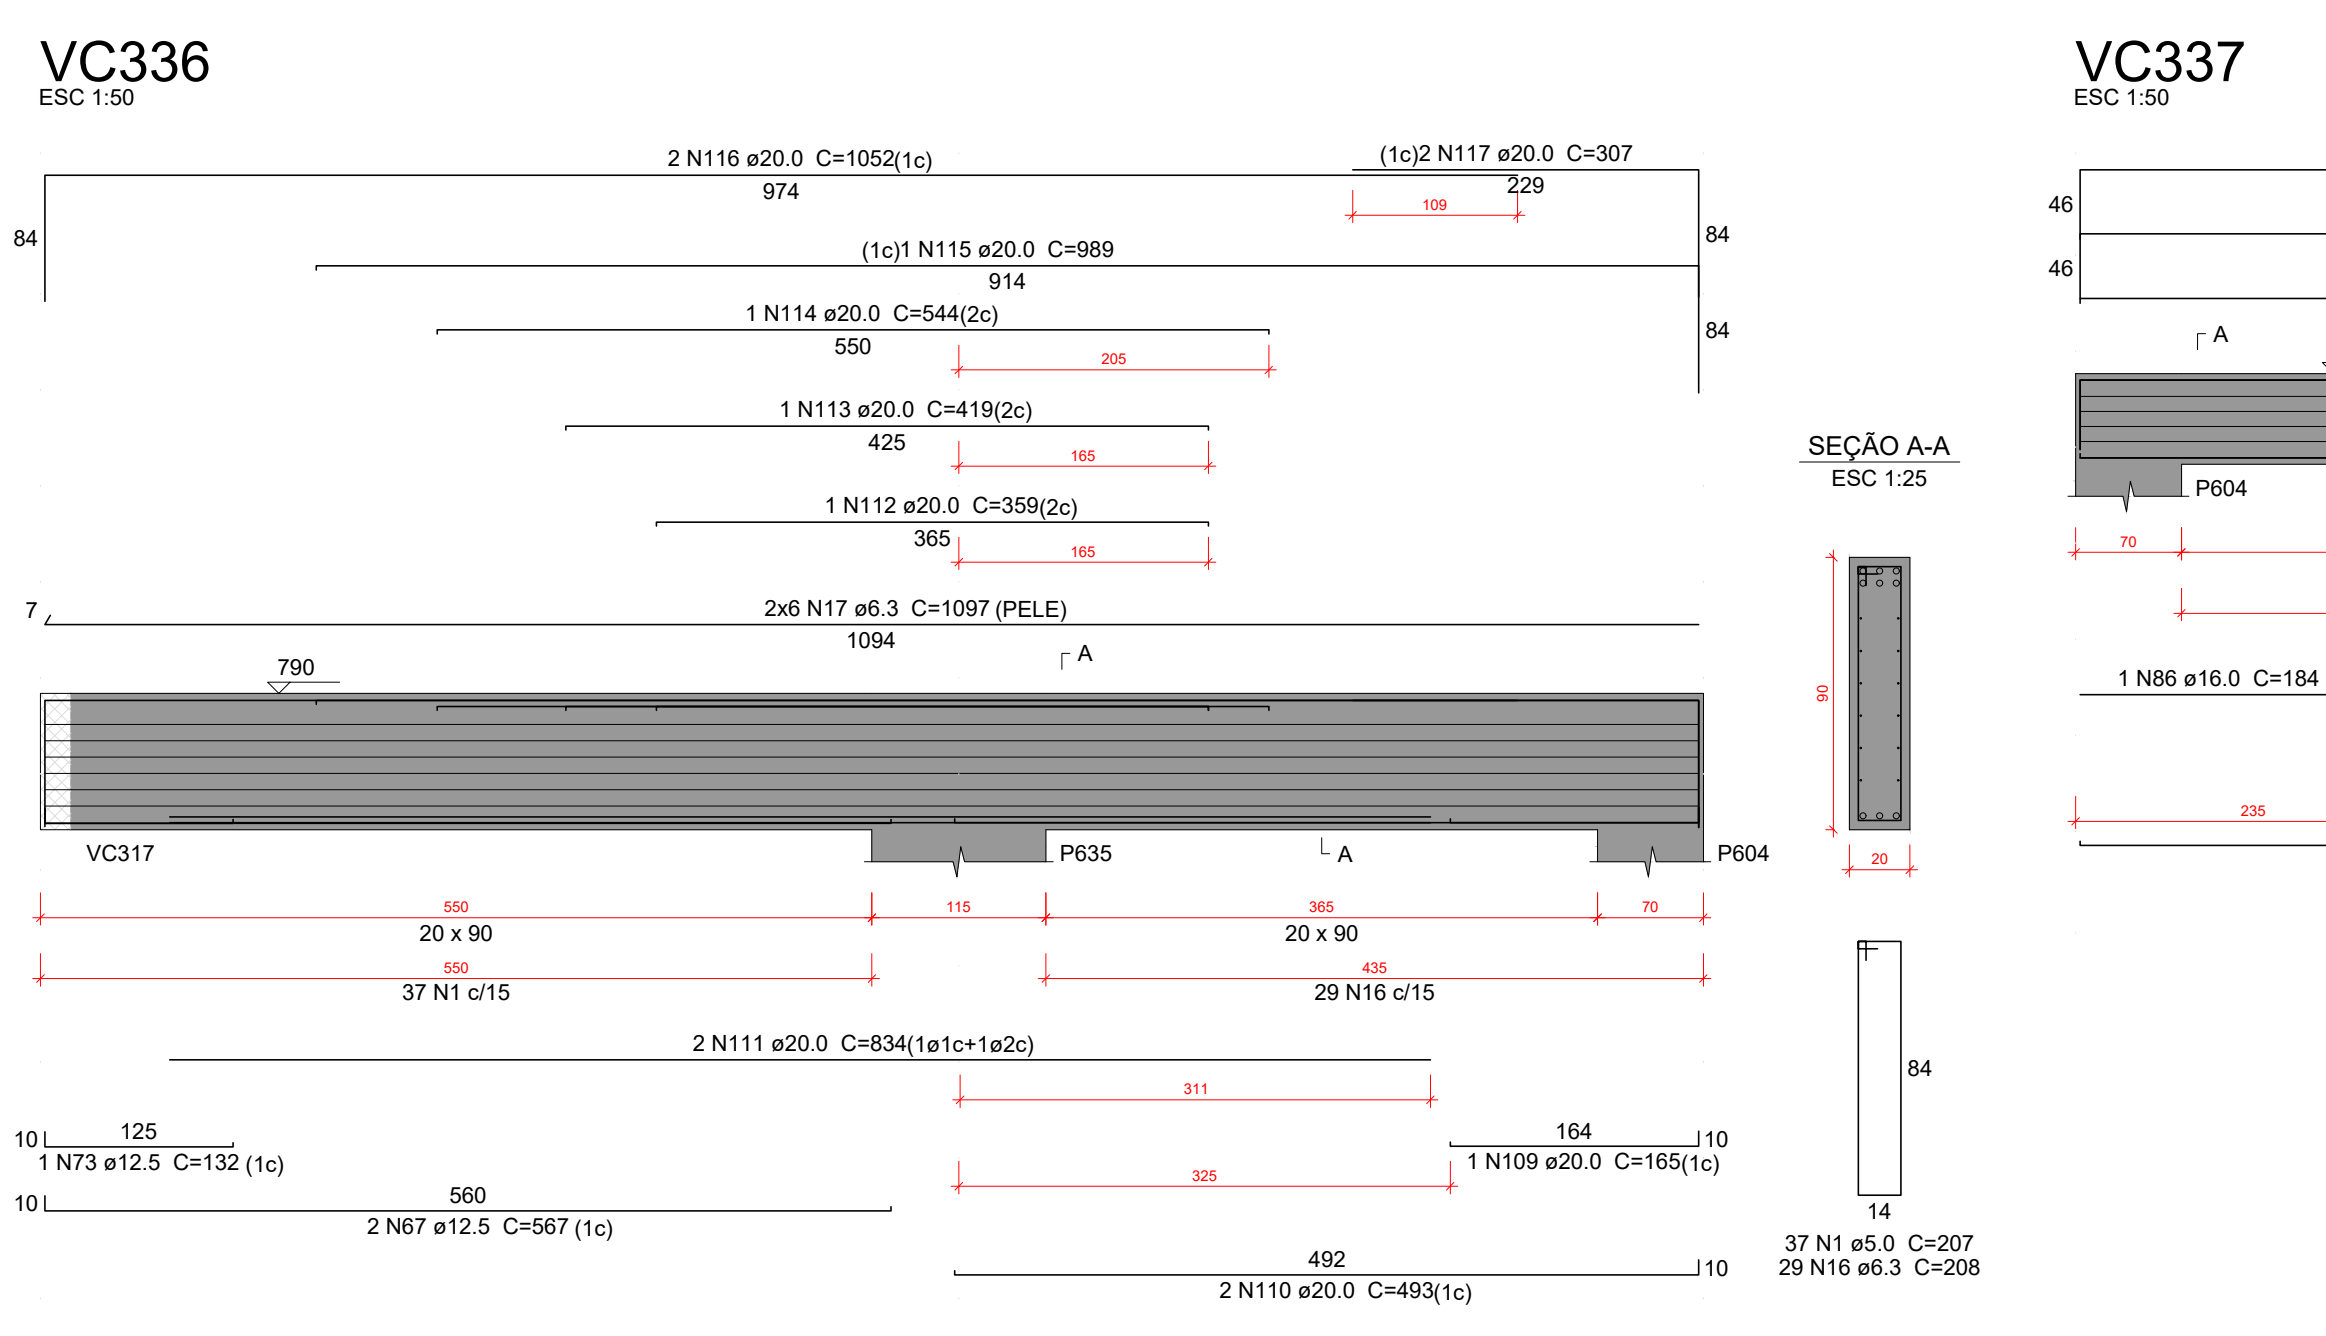 VC336
ESC 1:50
VC337
ESC 1:50
2 N116 ø20.0 C=1052(1c)
974
(1c)2 N117 ø20.0 C=307
229
109
84
84
(1c)1 N115 ø20.0 C=989
914
1 N114 ø20.0 C=544(2c)
550
205
84
1 N113 ø20.0 C=419(2c)
425
165
1 N112 ø20.0 C=359(2c)
365
165
7
2x6 N17 ø6.3 C=1097 (PELE)
1094
A
790
VC317
P635
A
P604
550
115
365
70
20 x 90
20 x 90
550
435
37 N1 c/15
29 N16 c/15
2 N111 ø20.0 C=834(1ø1c+1ø2c)
311
10
125
1 N73 ø12.5 C=132 (1c)
164
10
1 N109 ø20.0 C=165(1c)
325
10
560
2 N67 ø12.5 C=567 (1c)
492
10
2 N110 ø20.0 C=493(1c)
SEÇÃO A-A
ESC 1:25
90
20
84
14
37 N1 ø5.0 C=207
29 N16 ø6.3 C=208
46
46
A
P604
70
1 N86 ø16.0 C=184
235